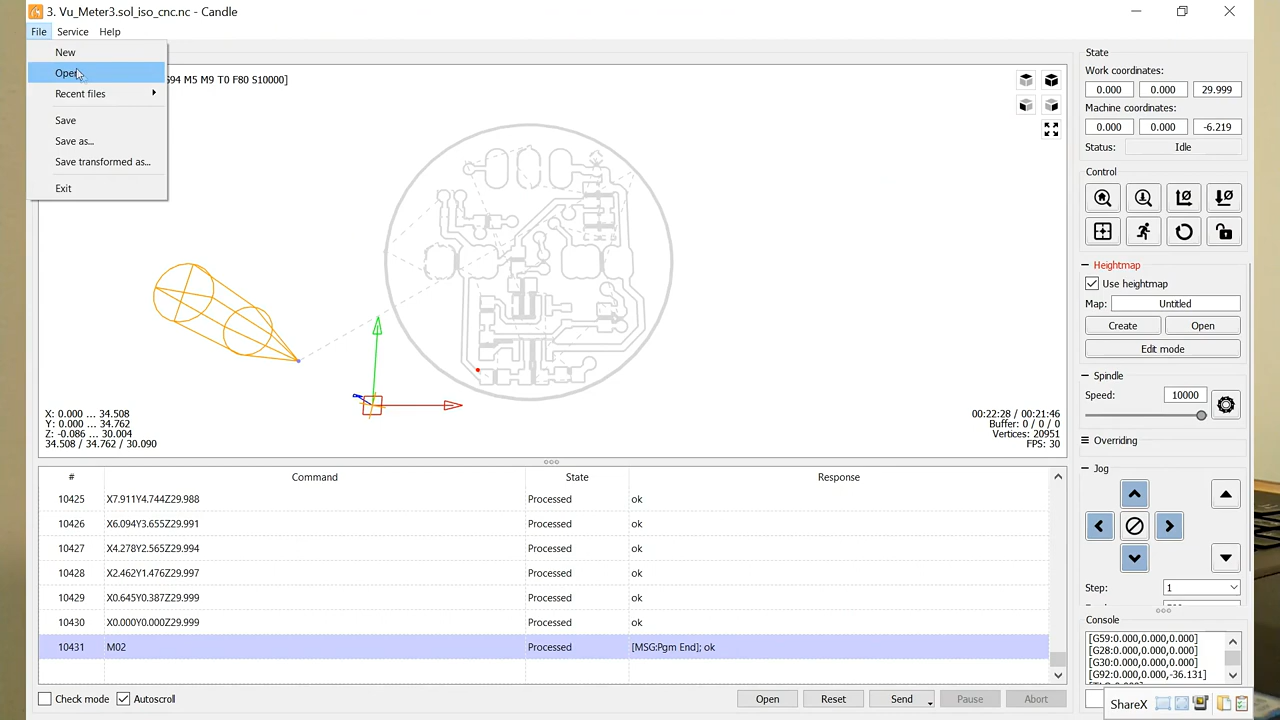 3. Vu_Meter3.sol_iso_cnc.nc - Candle
File Service Help
New
Open
Recent files
Save
Save as...
Save transformed as...
Exit
G94 M5 M9 T0 F80 S10000]
X: 0.000 ... 34.508
Y: 0.000 ... 34.762
Z: -0.086 ... 30.004
34.508 / 34.762 / 30.090
00:22:28 / 00:21:46
Buffer: 0 / 0 / 0
Vertices: 20951
FPS: 30
# Command State Response
10425 X7.911Y4.744Z29.988 Processed ok
10426 X6.094Y3.655Z29.991 Processed ok
10427 X4.278Y2.565Z29.994 Processed ok
10428 X2.462Y1.476Z29.997 Processed ok
10429 X0.645Y0.387Z29.999 Processed ok
10430 X0.000Y0.000Z29.999 Processed ok
10431 M02 Processed [MSG:Pgm End]; ok
Check mode Autoscroll Open Reset Send Pause Abort
State
Work coordinates:
0.000 0.000 29.999
Machine coordinates:
0.000 0.000 -6.219
Status: Idle
Control
Heightmap
Use heightmap
Map: Untitled
Create Open
Edit mode
Spindle
Speed: 10000
Overriding
Jog
Step: 1
Console
[G59:0.000,0.000,0.000]
[G28:0.000,0.000,0.000]
[G30:0.000,0.000,0.000]
[G92:0.000,0.000,-36.131]
ShareX